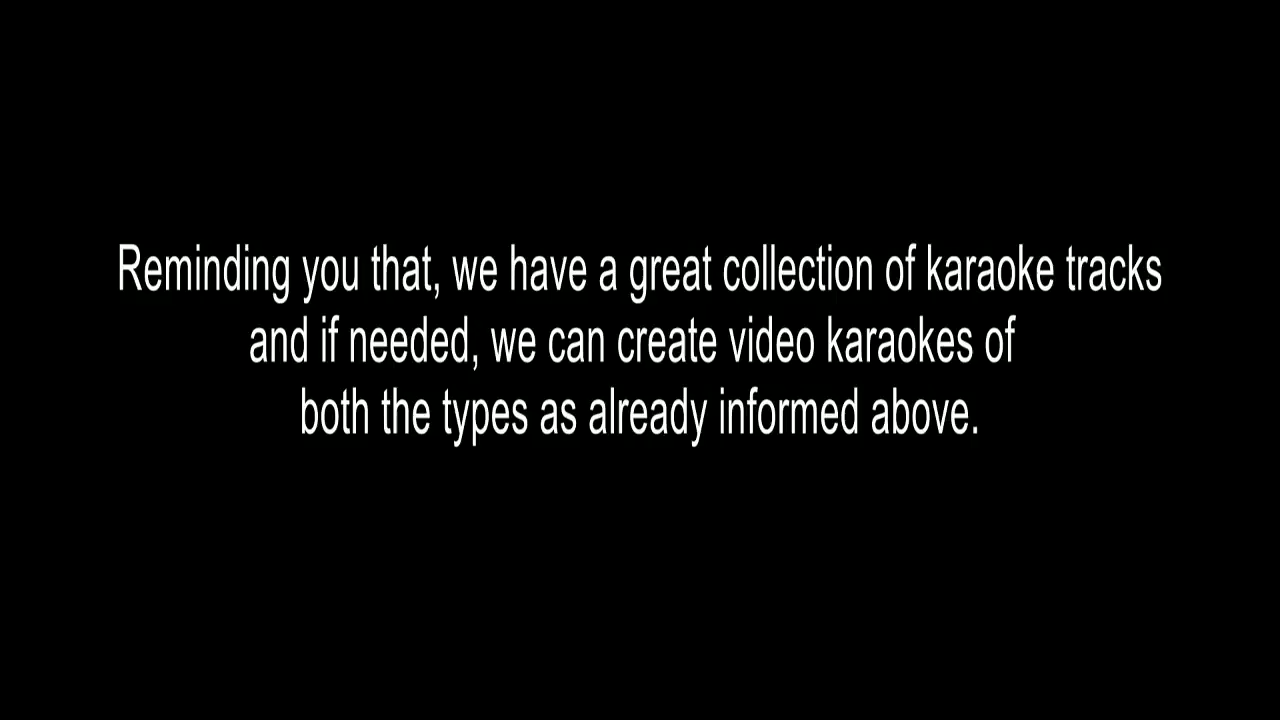 Reminding you that, we have a great collection of karaoke tracks
and if needed, we can create video karaokes of
both the types as already informed above.